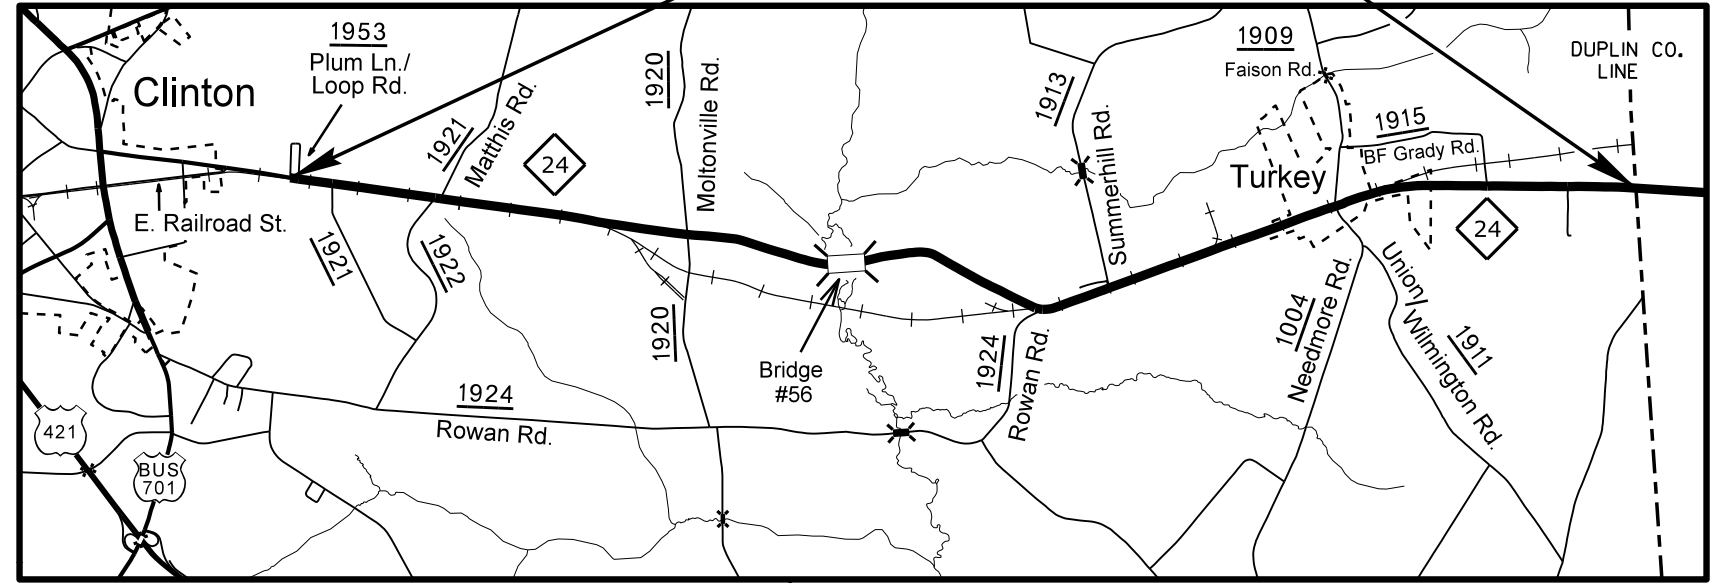 1953
Plum Ln./
Loop Rd.
Clinton
1921
Matthis Rd.
24
1920
Moltonville Rd.
1913
Summerhill Rd.
1909
Faison Rd.
DUPLIN CO.
LINE
1915
BF Grady Rd.
Turkey
E. Railroad St.
1921
1922
24
1920
Bridge
#56
1924
Rowan Rd.
1004
Needmore Rd.
Union/
Wilmington Rd.
1911
1924
Rowan Rd.
421
BUS
701